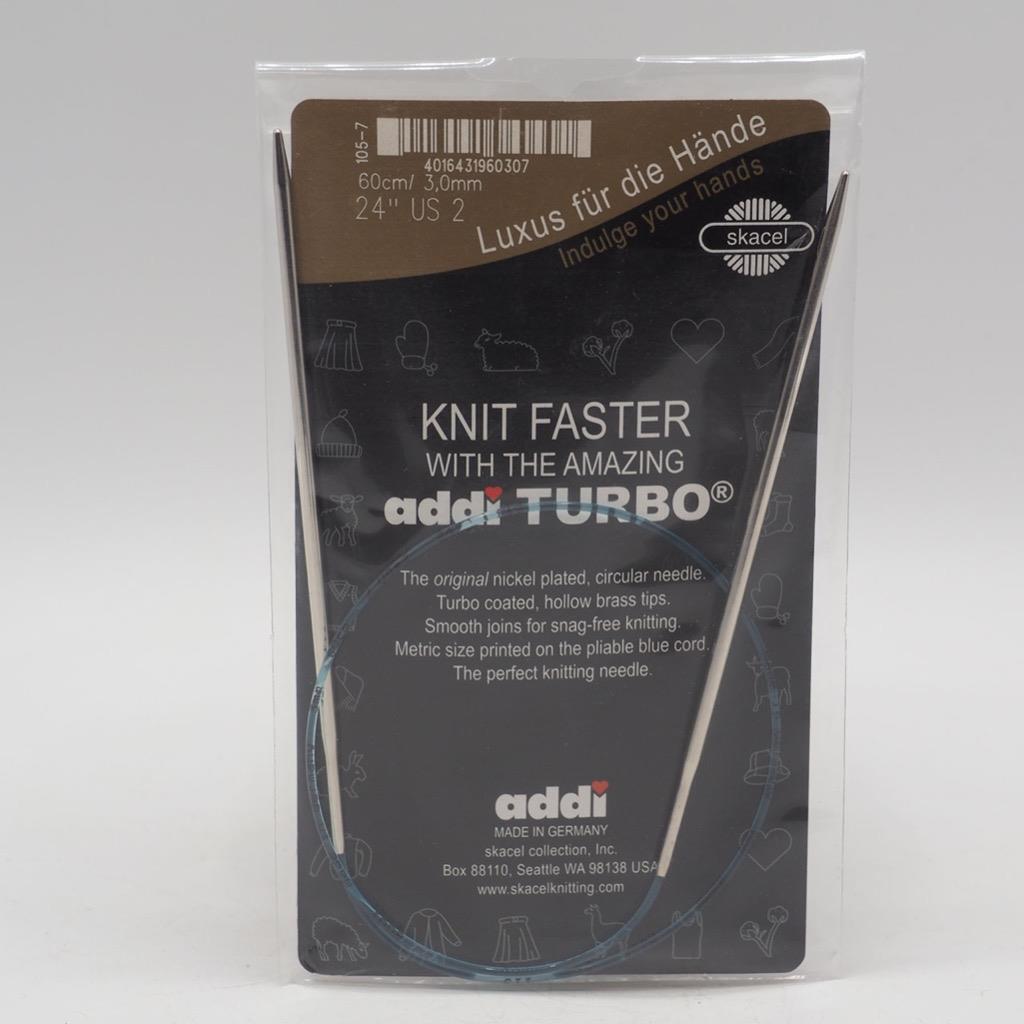 105-7
4016431960307
60cm/ 3,0mm
24" US 2
Luxus für die Hände
Indulge your hands
skacel
KNIT FASTER
WITH THE AMAZING
addi TURBO®
The original nickel plated, circular needle.
Turbo coated, hollow brass tips.
Smooth joins for snag-free knitting.
Metric size printed on the pliable blue cord.
The perfect knitting needle.
addi
MADE IN GERMANY
skacel collection, Inc.
Box 88110, Seattle WA 98138 USA
www.skacelknitting.com